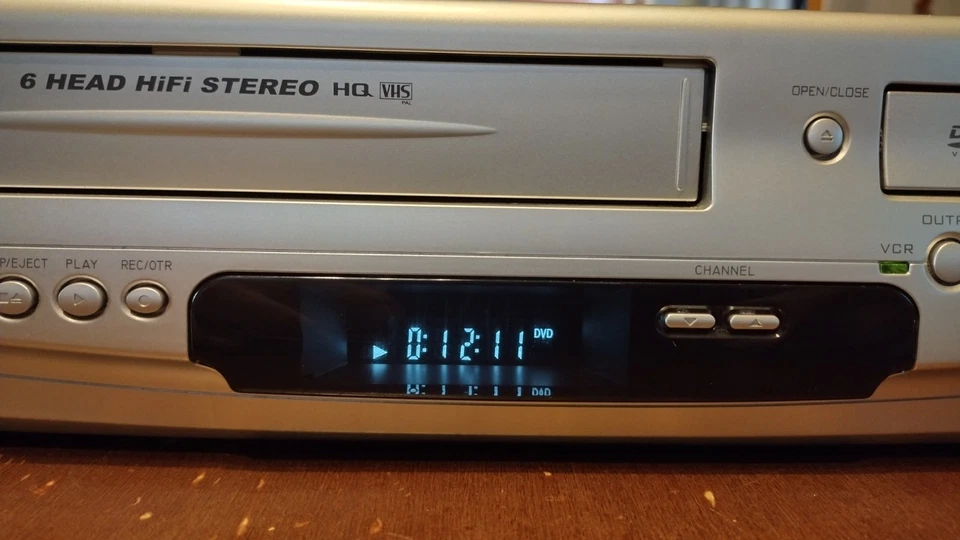 6 HEAD HiFi STEREO HQ VHS
PAL
OPEN/CLOSE
VCR
P/EJECT PLAY REC/OTR
CHANNEL
0:12:11 DVD